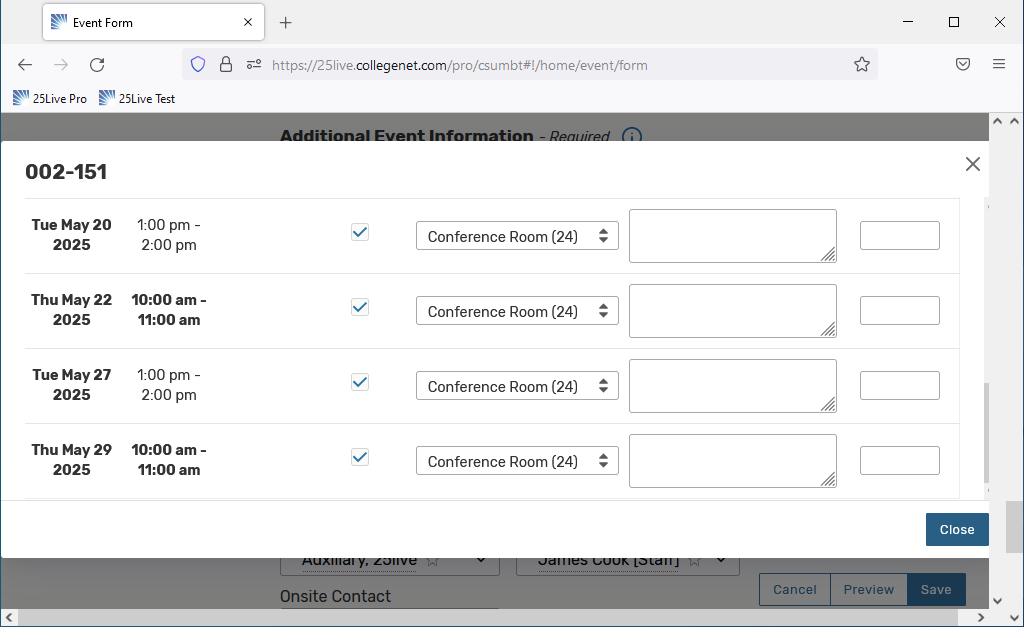 Event Form
https://25live.collegenet.com/pro/csumbt#!/home/event/form
25Live Pro 25Live Test
Additional Event Information - Required
002-151
Tue May 20 2025 1:00 pm - 2:00 pm Conference Room (24)
Thu May 22 2025 10:00 am - 11:00 am Conference Room (24)
Tue May 27 2025 1:00 pm - 2:00 pm Conference Room (24)
Thu May 29 2025 10:00 am - 11:00 am Conference Room (24)
Close
Auxiliary, 25live James Cook [Staff]
Cancel Preview Save
Onsite Contact